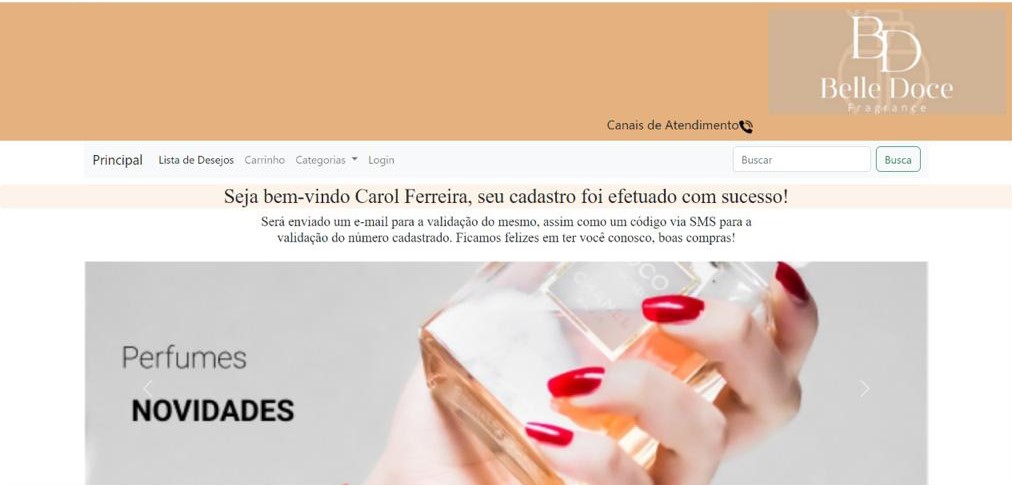 BD
Belle Doce
Fragrance
Canais de Atendimento
Principal Lista de Desejos Carrinho Categorias Login Buscar Busca
Seja bem-vindo Carol Ferreira, seu cadastro foi efetuado com sucesso!
Será enviado um e-mail para a validação do mesmo, assim como um código via SMS para a
validação do número cadastrado. Ficamos felizes em ter você conosco, boas compras!
COCO
CHANEL
Perfumes
NOVIDADES